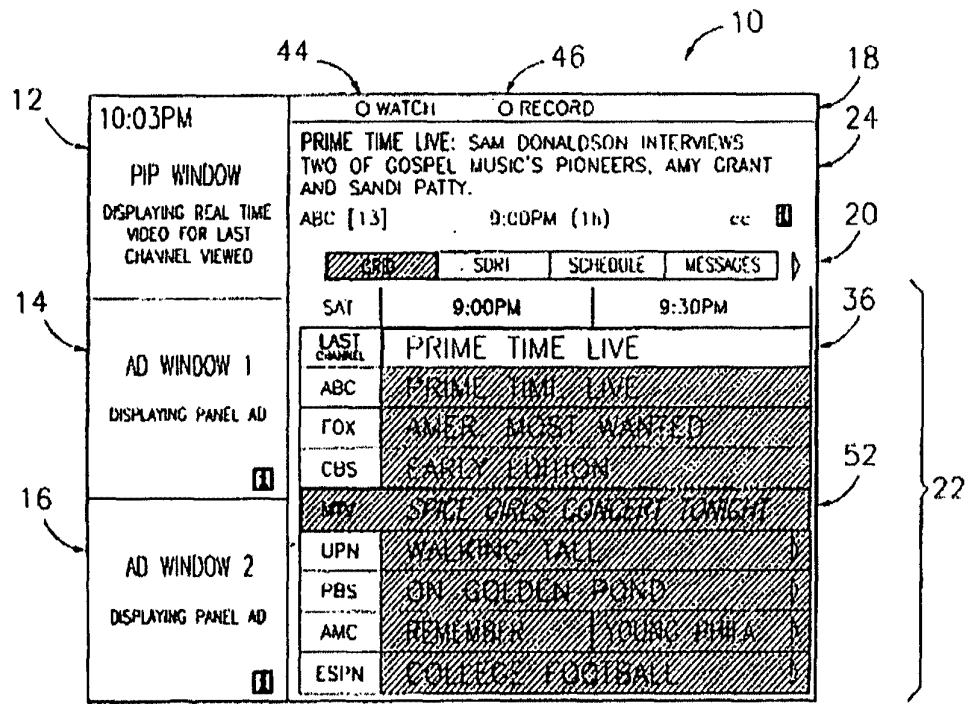 10
44 46
18
12
24
10:03PM
O WATCH O RECORD
PRIME TIME LIVE: SAM DONALDSON INTERVIEWS
TWO OF GOSPEL MUSIC'S PIONEERS, AMY GRANT
AND SANDI PATTY.
ABC [13] 9:00PM (1h) cc i
PIP WINDOW
DISPLAYING REAL TIME
VIDEO FOR LAST
CHANNEL VIEWED
20
GRID SORT SCHEDULE MESSAGES
14
SAT 9:00PM 9:30PM
36
LAST
CHANNEL
PRIME TIME LIVE
AD WINDOW 1
DISPLAYING PANEL AD
i
ABC PRIME TIME LIVE
FOX AMER. MOST WANTED
CBS EARLY EDITION
52
22
16
MTV SPICE GIRLS CONCERT TONIGHT
UPN WALKING TALL
PBS ON GOLDEN POND
AMC REMEMBER YOUNG PHILA
ESPN COLLEGE FOOTBALL
AD WINDOW 2
DISPLAYING PANEL AD
i